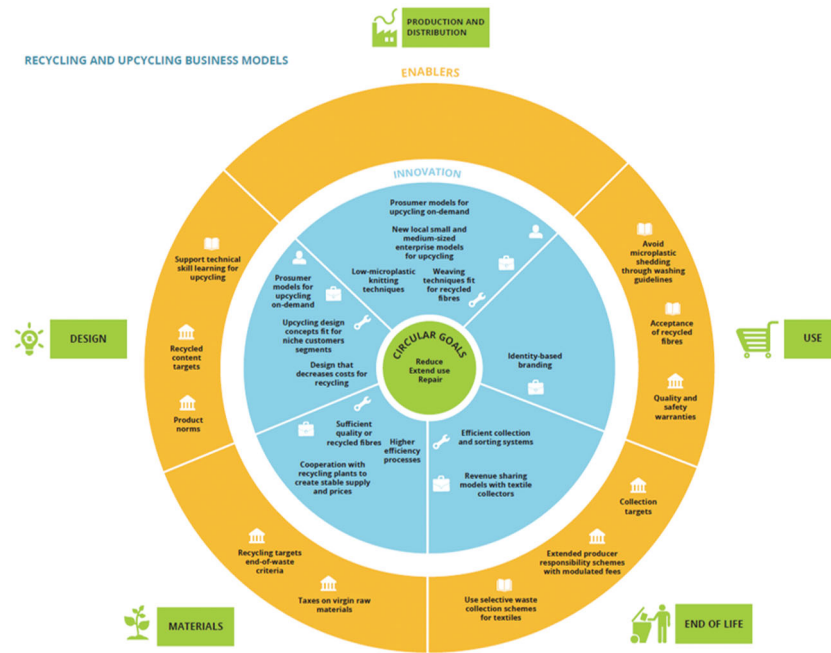 PRODUCTION AND
DISTRIBUTION
RECYCLING AND UPCYCLING BUSINESS MODELS
ENABLERS
INNOVATION
Prosumer models for
upcycling on-demand
New local small and
medium-sized
enterprise models
for upcycling
Low-microplastic
knitting
techniques
Weaving
techniques fit
for recycled
fibres
Support technical
skill learning for
upcycling
Prosumer
models for
upcycling
on-demand
Upcycling design
concepts fit for
niche customers
segments
Design that
decreases costs for
recycling
Avoid
microplastic
shedding
through washing
guidelines
Acceptance
of recycled
fibres
Quality and
safety
warranties
DESIGN
Recycled
content
targets
Product
norms
CIRCULAR GOALS
Reduce
Extend use
Repair
Identity-based
branding
USE
Sufficient
quality or
recycled fibres
Higher
efficiency
processes
Cooperation with
recycling plants to
create stable supply
and prices
Efficient collection
and sorting systems
Revenue sharing
models with textile
collectors
Collection
targets
Recycling targets
end-of-waste
criteria
Taxes on virgin raw
materials
Extended producer
responsibility schemes
with modulated fees
Use selective waste
collection schemes
for textiles
MATERIALS
END OF LIFE